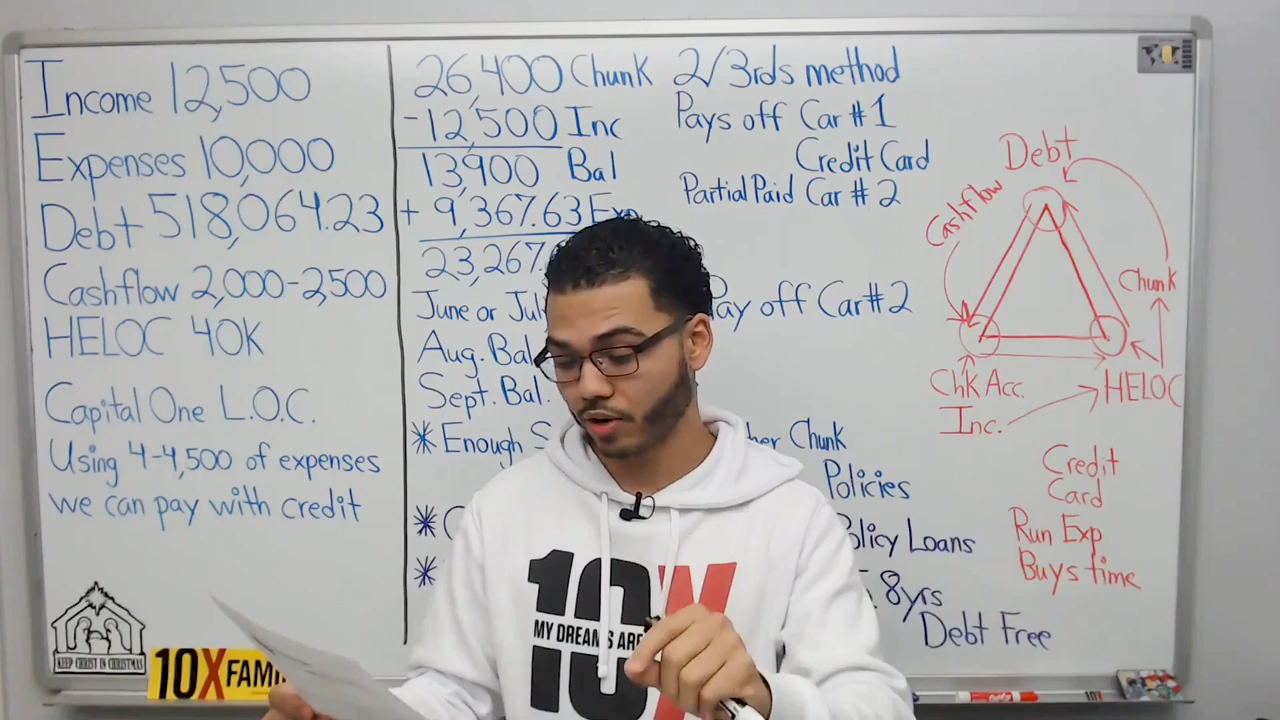 Income 12,500
Expenses 10,000
Debt 518,064.23
Cashflow 2,000-2,500
HELOC 40K
Capital One L.O.C.
Using 4-4,500 of expenses
we can pay with credit
KEEP CHRIST IN CHRISTMAS
10X FAMI
26,400 Chunk
-12,500 Inc
13,900 Bal
+ 9,367.63 Exp
23,267.
June or July
Aug. Bal
Sept. Bal.
* Enough
*
*
2/3rds method
Pays off Car #1
Credit Card
Partial Paid Car #2
Pay off Car #2
Chunk
Policies
Policy Loans
8yrs
Debt Free
Debt
Cashflow
Chunk
Chk Acc.
HELOC
Inc.
Credit
Card
Run Exp
Buys time
10X
MY DREAMS ARE
10